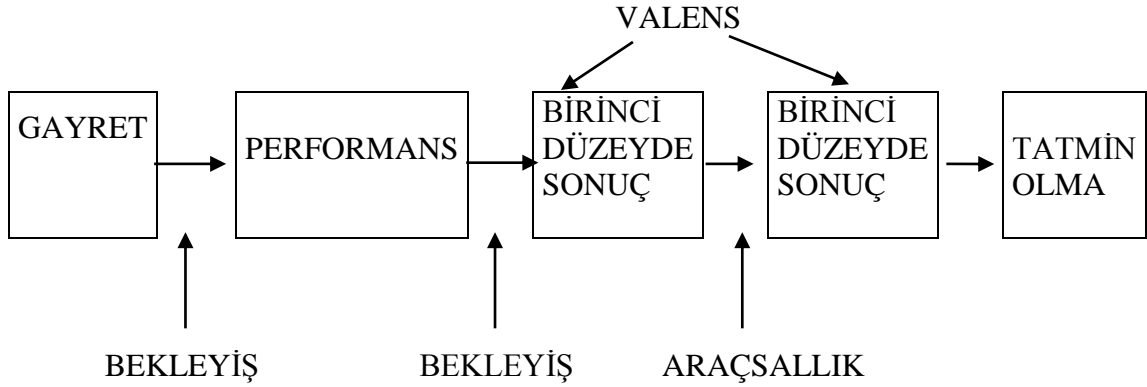 VALENS
GAYRET
PERFORMANS
BİRİNCİ
DÜZEYDE
SONUÇ
BİRİNCİ
DÜZEYDE
SONUÇ
TATMİN
OLMA
BEKLEYİŞ
BEKLEYİŞ
ARAÇSALLIK